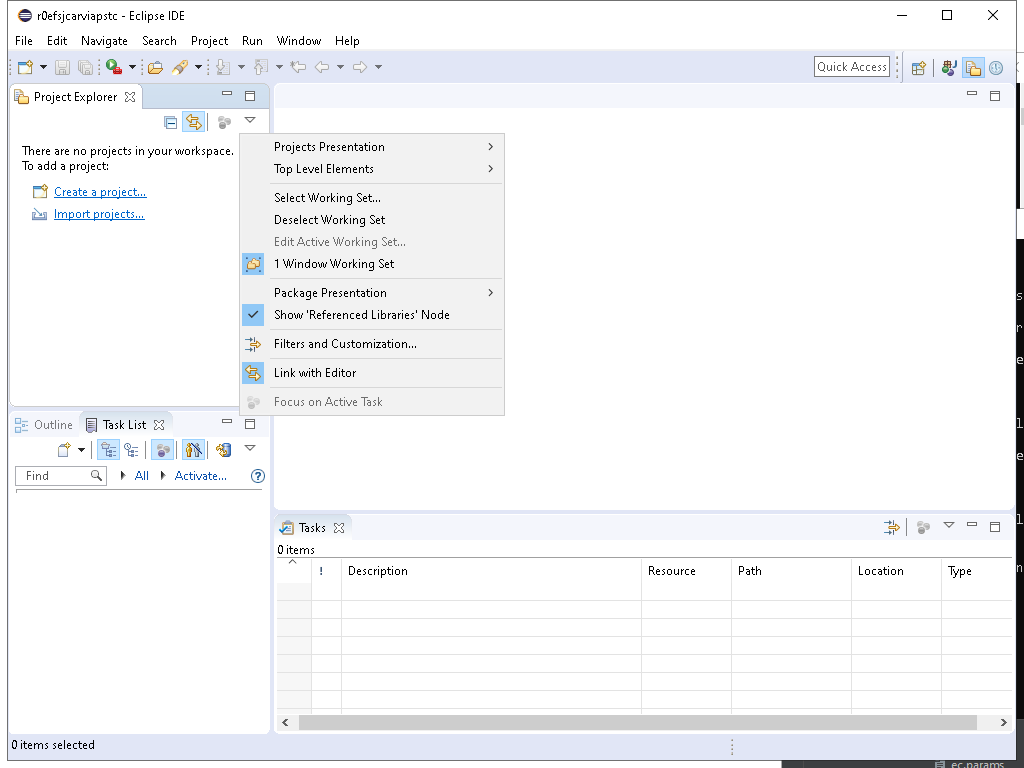 r0efsjcarviapstc - Eclipse IDE
File Edit Navigate Search Project Run Window Help
Quick Access
Project Explorer
There are no projects in your workspace.
To add a project:
Create a project...
Import projects...
Projects Presentation
Top Level Elements
Select Working Set...
Deselect Working Set
Edit Active Working Set...
1 Window Working Set
Package Presentation
Show 'Referenced Libraries' Node
Filters and Customization...
Link with Editor
Focus on Active Task
Outline Task List
Find All Activate...
Tasks
0 items
! Description Resource Path Location Type
0 items selected
ec.params